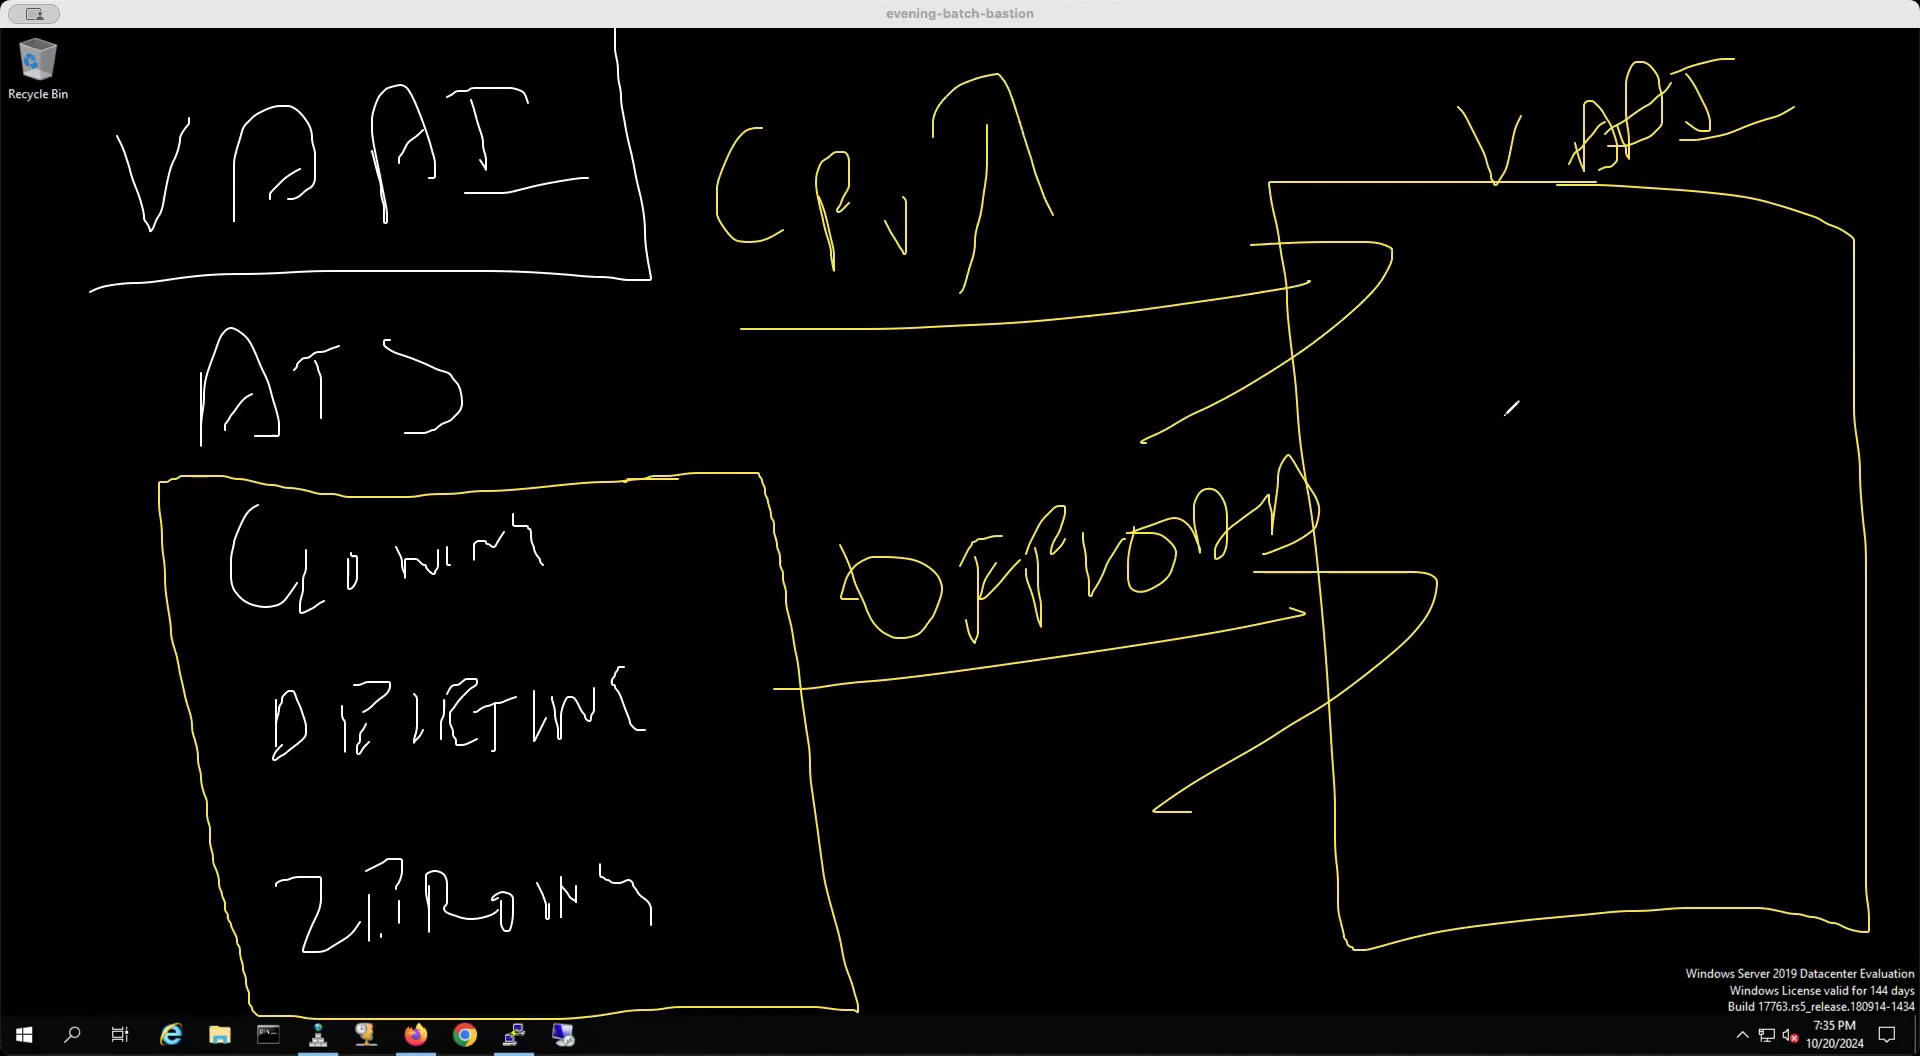 evening-batch-bastion
Recycle Bin
VAAI
CPU
VAAI
ATS
CLONING
OFFLOAD
DELETING
ZEROING
Windows Server 2019 Datacenter Evaluation
Windows License valid for 144 days
Build 17763.rs5_release.180914-1434
7:35 PM
10/20/2024